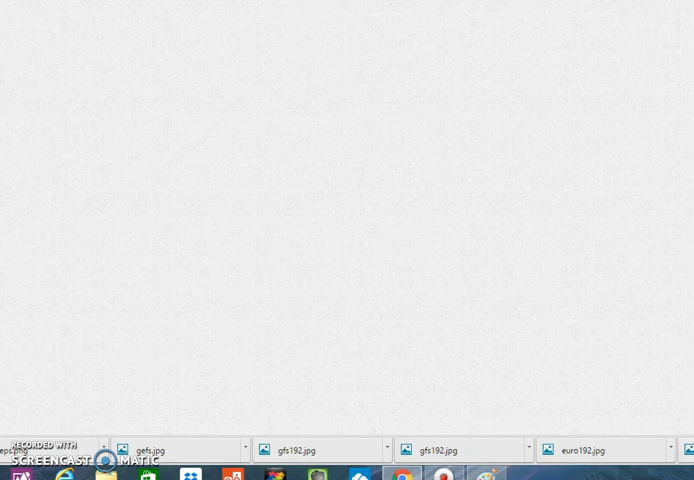 eps.png
gefs.jpg
gfs192.jpg
gfs192.jpg
euro192.jpg
RECORDED WITH
SCREENCAST MATIC